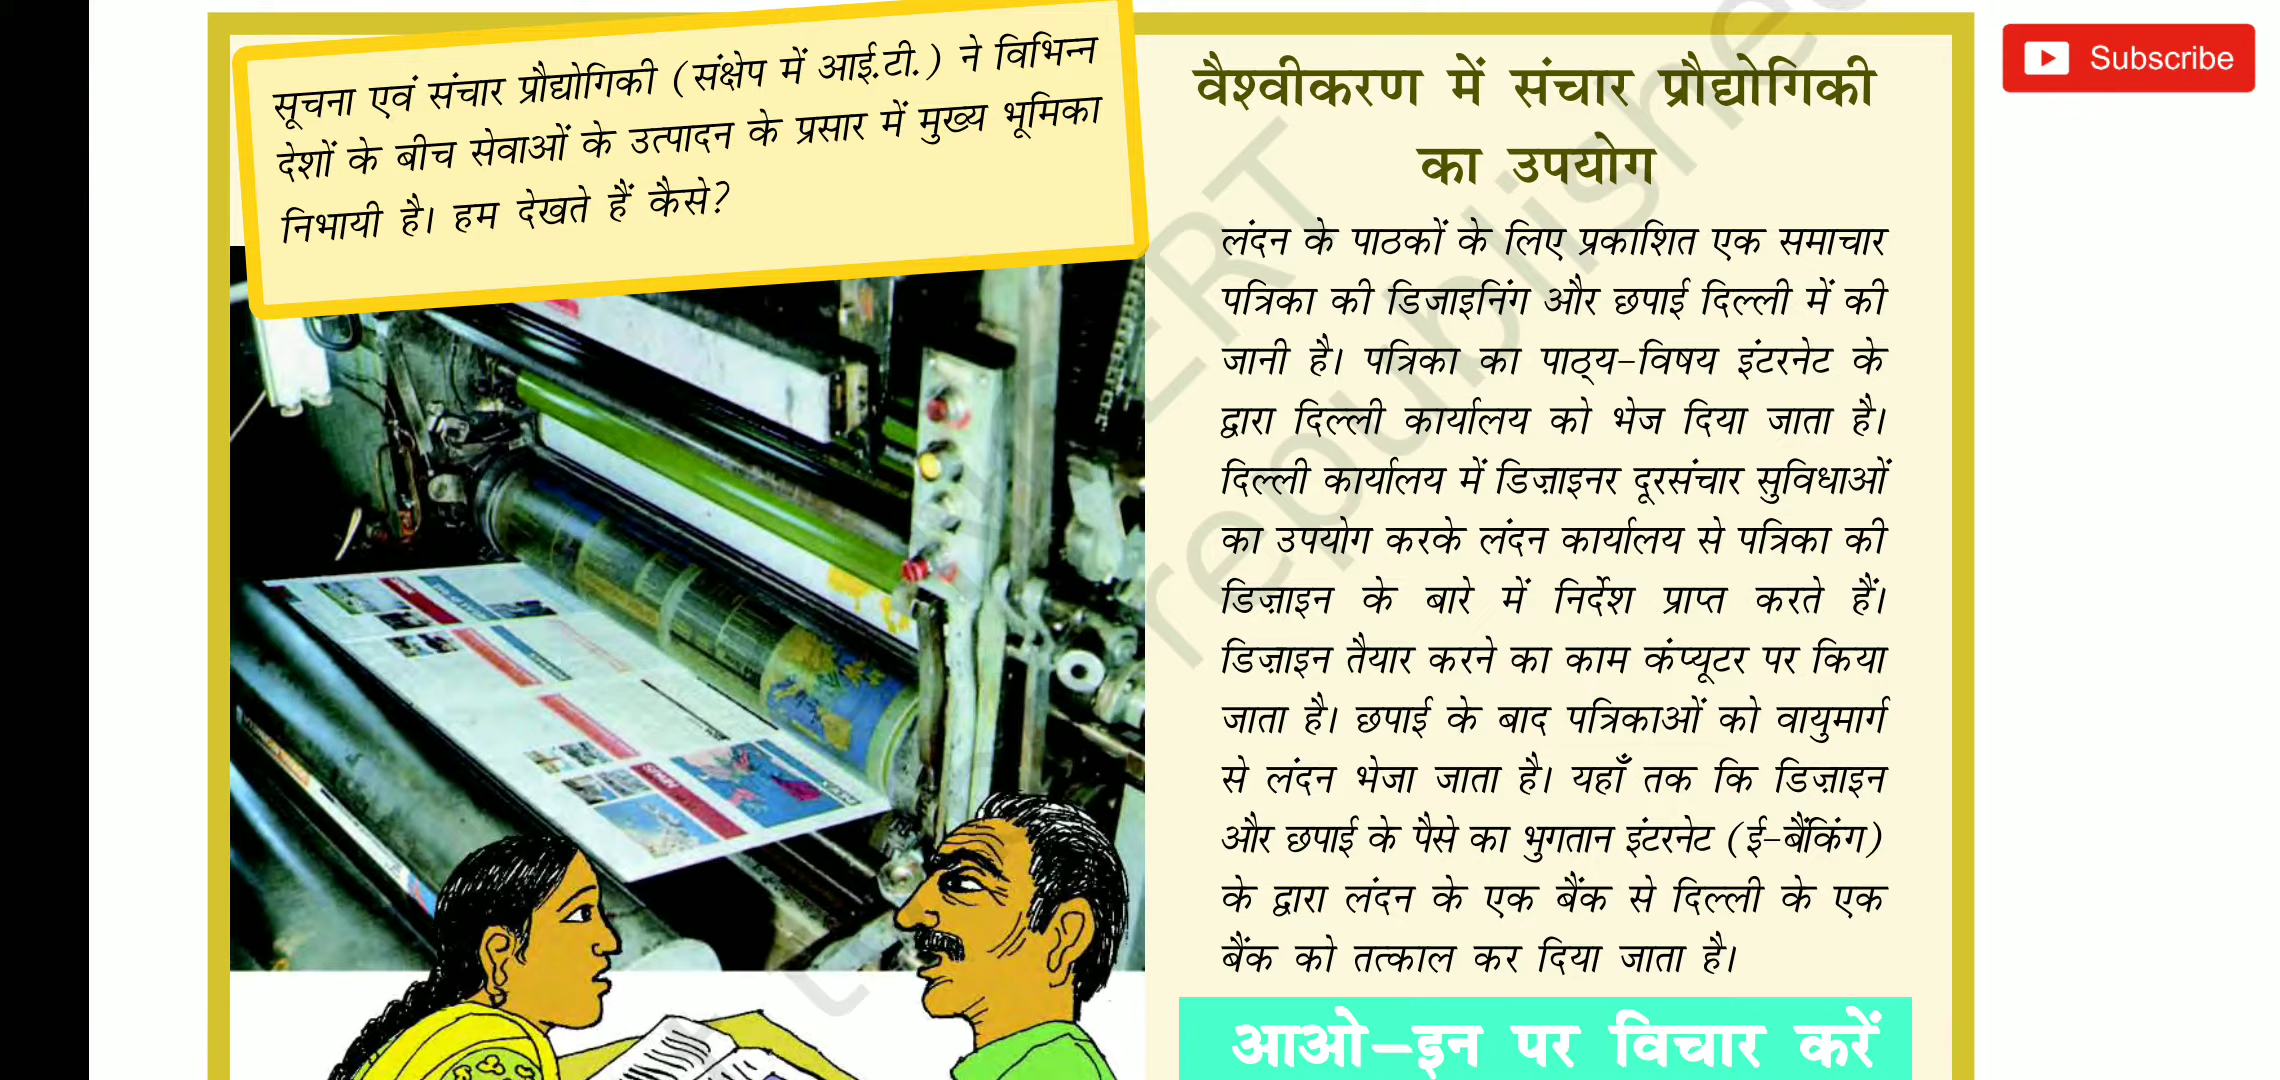 सूचना एवं संचार प्रौद्योगिकी (संक्षेप में आई.टी.) ने विभिन्न
देशों के बीच सेवाओं के उत्पादन के प्रसार में मुख्य भूमिका
निभायी है। हम देखते हैं कैसे?
वैश्वीकरण में संचार प्रौद्योगिकी
का उपयोग
लंदन के पाठकों के लिए प्रकाशित एक समाचार
पत्रिका की डिजाइनिंग और छपाई दिल्ली में की
जानी है। पत्रिका का पाठ्य-विषय इंटरनेट के
द्वारा दिल्ली कार्यालय को भेज दिया जाता है।
दिल्ली कार्यालय में डिज़ाइनर दूरसंचार सुविधाओं
का उपयोग करके लंदन कार्यालय से पत्रिका की
डिज़ाइन के बारे में निर्देश प्राप्त करते हैं।
डिज़ाइन तैयार करने का काम कंप्यूटर पर किया
जाता है। छपाई के बाद पत्रिकाओं को वायुमार्ग
से लंदन भेजा जाता है। यहाँ तक कि डिज़ाइन
और छपाई के पैसे का भुगतान इंटरनेट (ई-बैंकिंग)
के द्वारा लंदन के एक बैंक से दिल्ली के एक
बैंक को तत्काल कर दिया जाता है।
आओ-इन पर विचार करें
Subscribe
republished